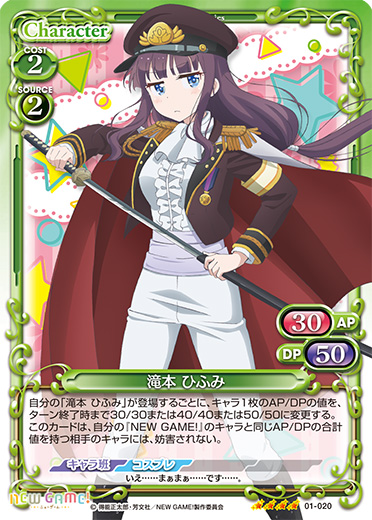 Character
COST
2
SOURCE
2
30 AP
DP 50
滝本 ひふみ
自分の「滝本 ひふみ」が登場するごとに、キャラ1枚のAP/DPの値を、
ターン終了時まで30/30または40/40または50/50に変更する。
このカードは、自分の『NEW GAME!』のキャラと同じAP/DPの合計
値を持つ相手のキャラには、妨害されない。
キャラ班 コスプレ
いえ……まぁまぁ……です……。
NEW GAME!
© 得能正太郎・芳文社／NEW GAME!製作委員会
01-020